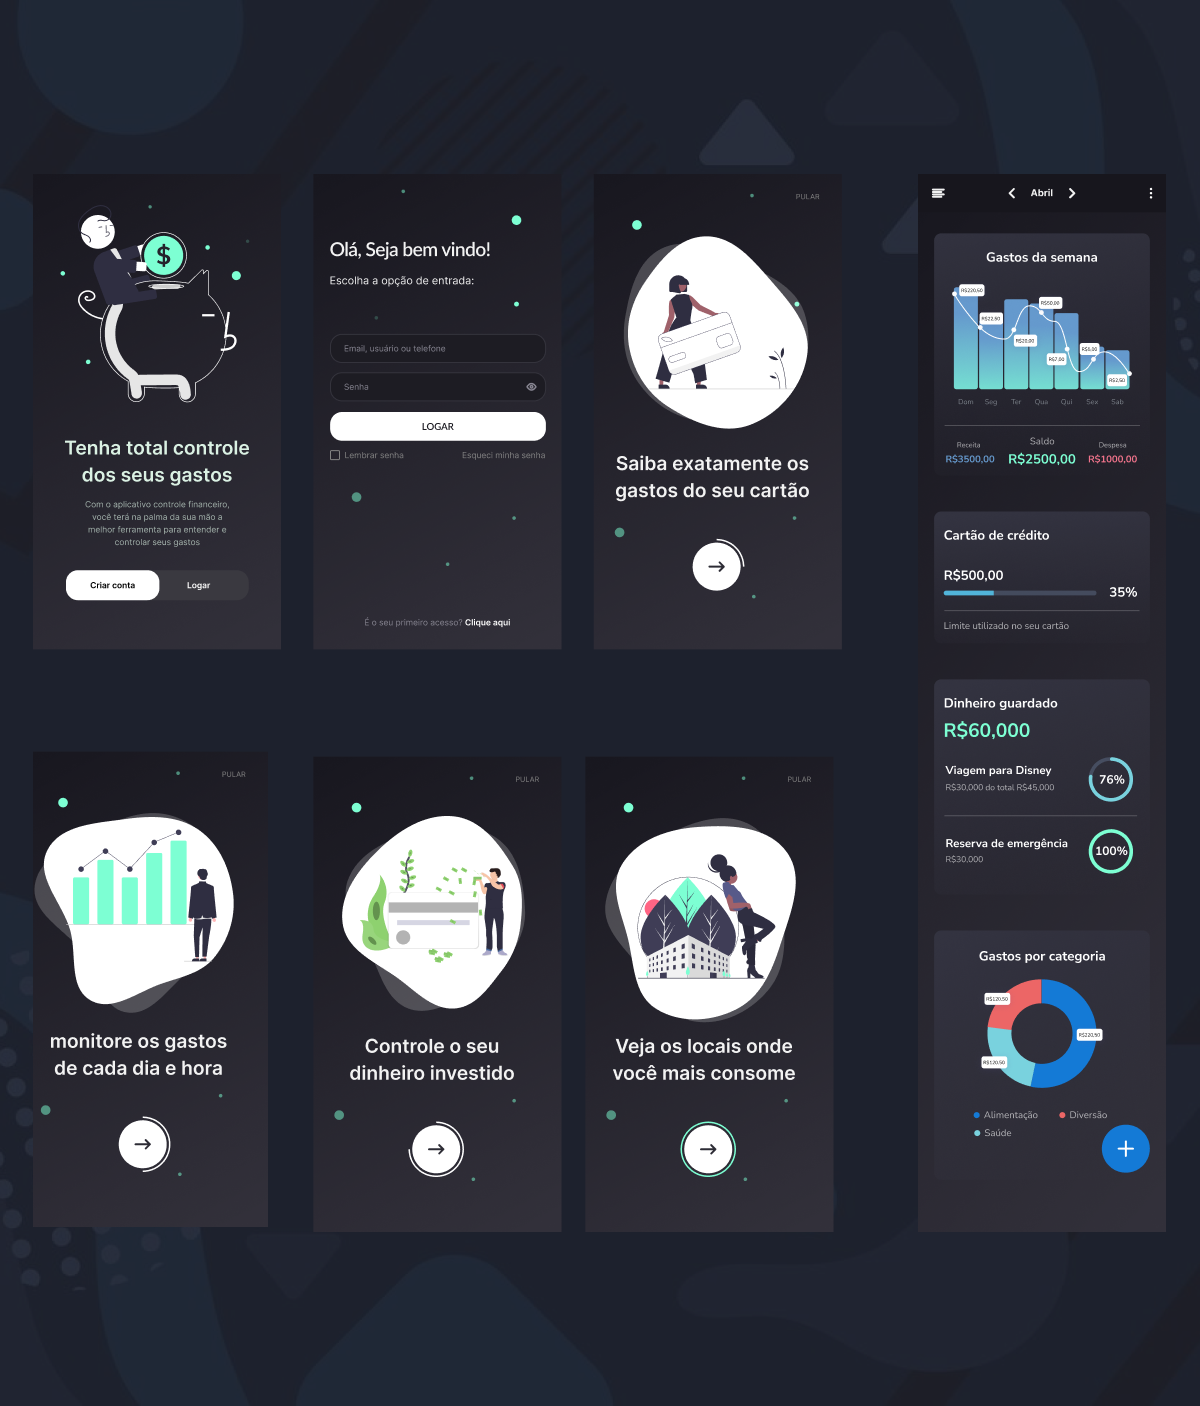 $
Tenha total controle
dos seus gastos
Com o aplicativo controle financeiro,
você terá na palma da sua mão a
melhor ferramenta para entender e
controlar seus gastos
Criar conta
Logar
Olá, Seja bem vindo!
Escolha a opção de entrada:
Email, usuário ou telefone
Senha
LOGAR
Lembrar senha
Esqueci minha senha
É o seu primeiro acesso? Clique aqui
PULAR
Saiba exatamente os
gastos do seu cartão
PULAR
monitore os gastos
de cada dia e hora
PULAR
Controle o seu
dinheiro investido
PULAR
Veja os locais onde
você mais consome
Abril
Gastos da semana
R$220,50
R$22,50
R$20,00
R$50,00
R$7,00
R$5,00
R$2,50
Dom Seg Ter Qua Qui Sex Sab
Receita
R$3500,00
Saldo
R$2500,00
Despesa
R$1000,00
Cartão de crédito
R$500,00
35%
Limite utilizado no seu cartão
Dinheiro guardado
R$60,000
Viagem para Disney
R$30,000 do total R$45,000
76%
Reserva de emergência
R$30,000
100%
Gastos por categoria
R$120,50
R$220,50
R$120,50
Alimentação
Diversão
Saúde